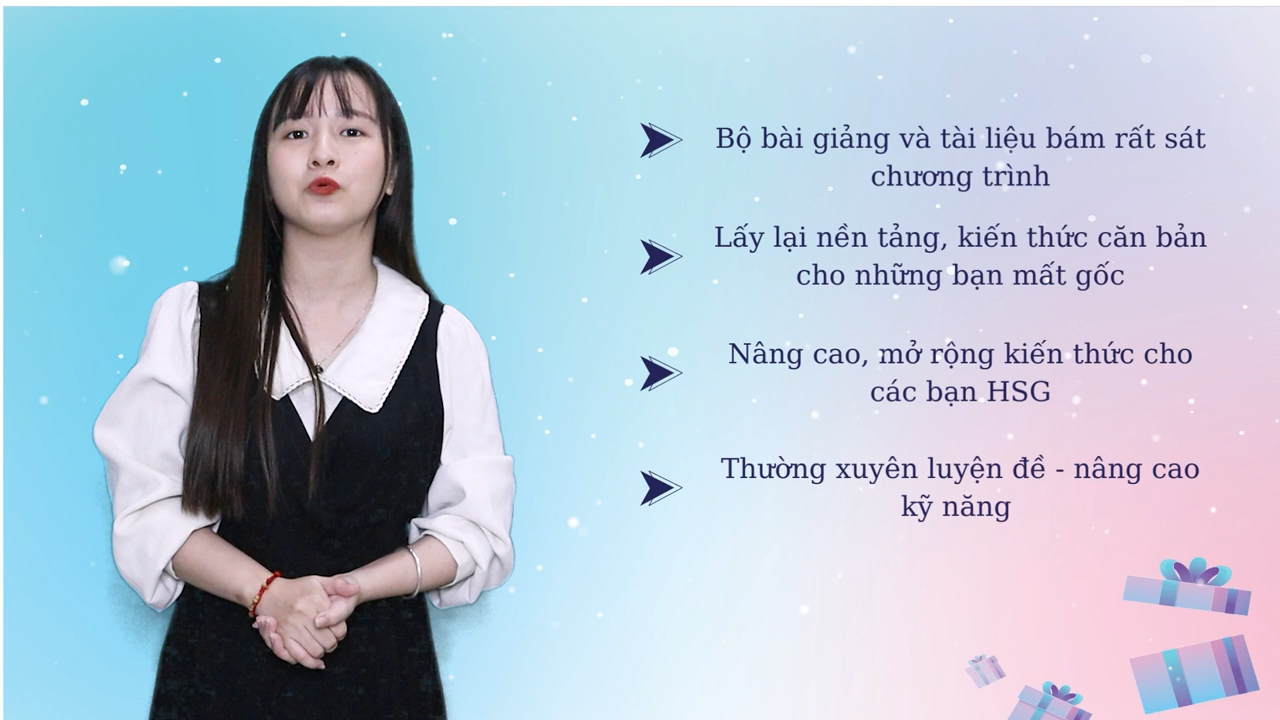 Bộ bài giảng và tài liệu bám rất sát
chương trình
Lấy lại nền tảng, kiến thức căn bản
cho những bạn mất gốc
Nâng cao, mở rộng kiến thức cho
các bạn HSG
Thường xuyên luyện đề - nâng cao
kỹ năng